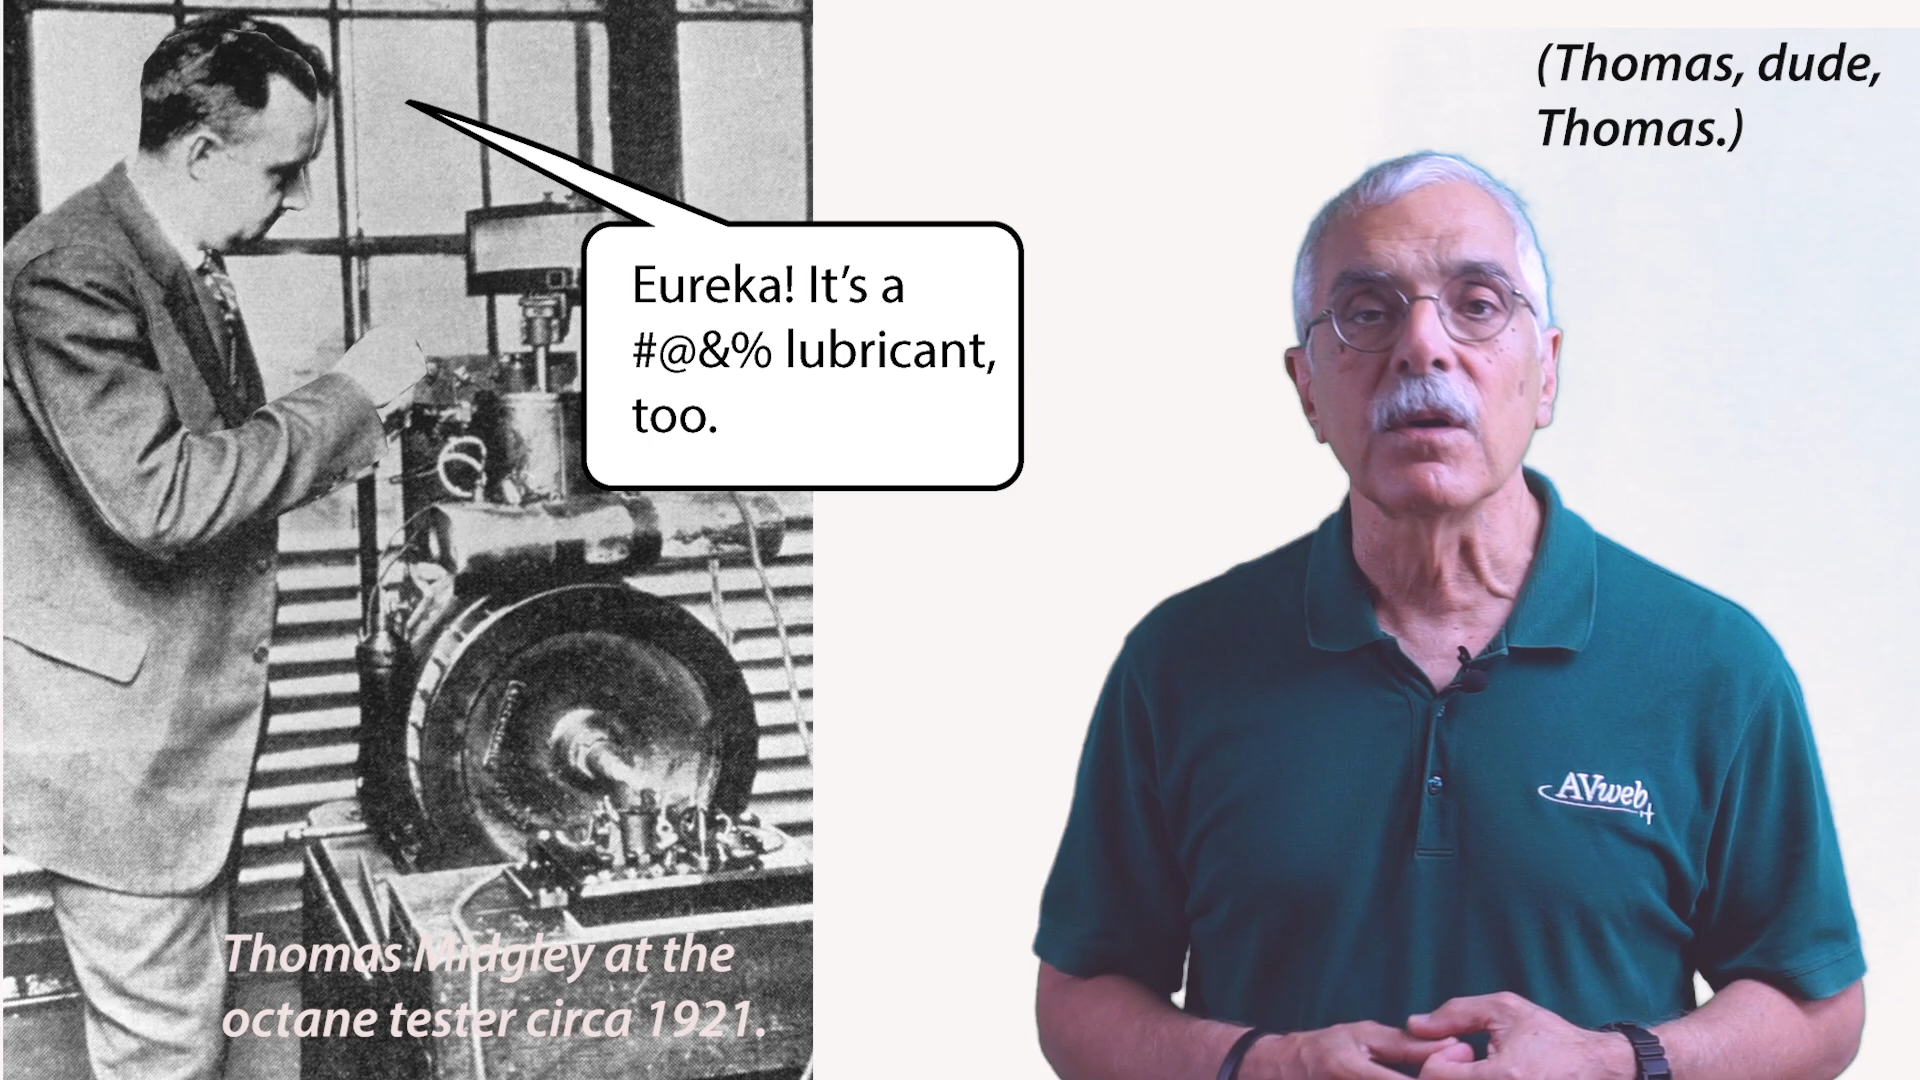 (Thomas, dude,
Thomas.)
Eureka! It’s a
#@&% lubricant,
too.
AVweb
Thomas Midgley at the
octane tester circa 1921.